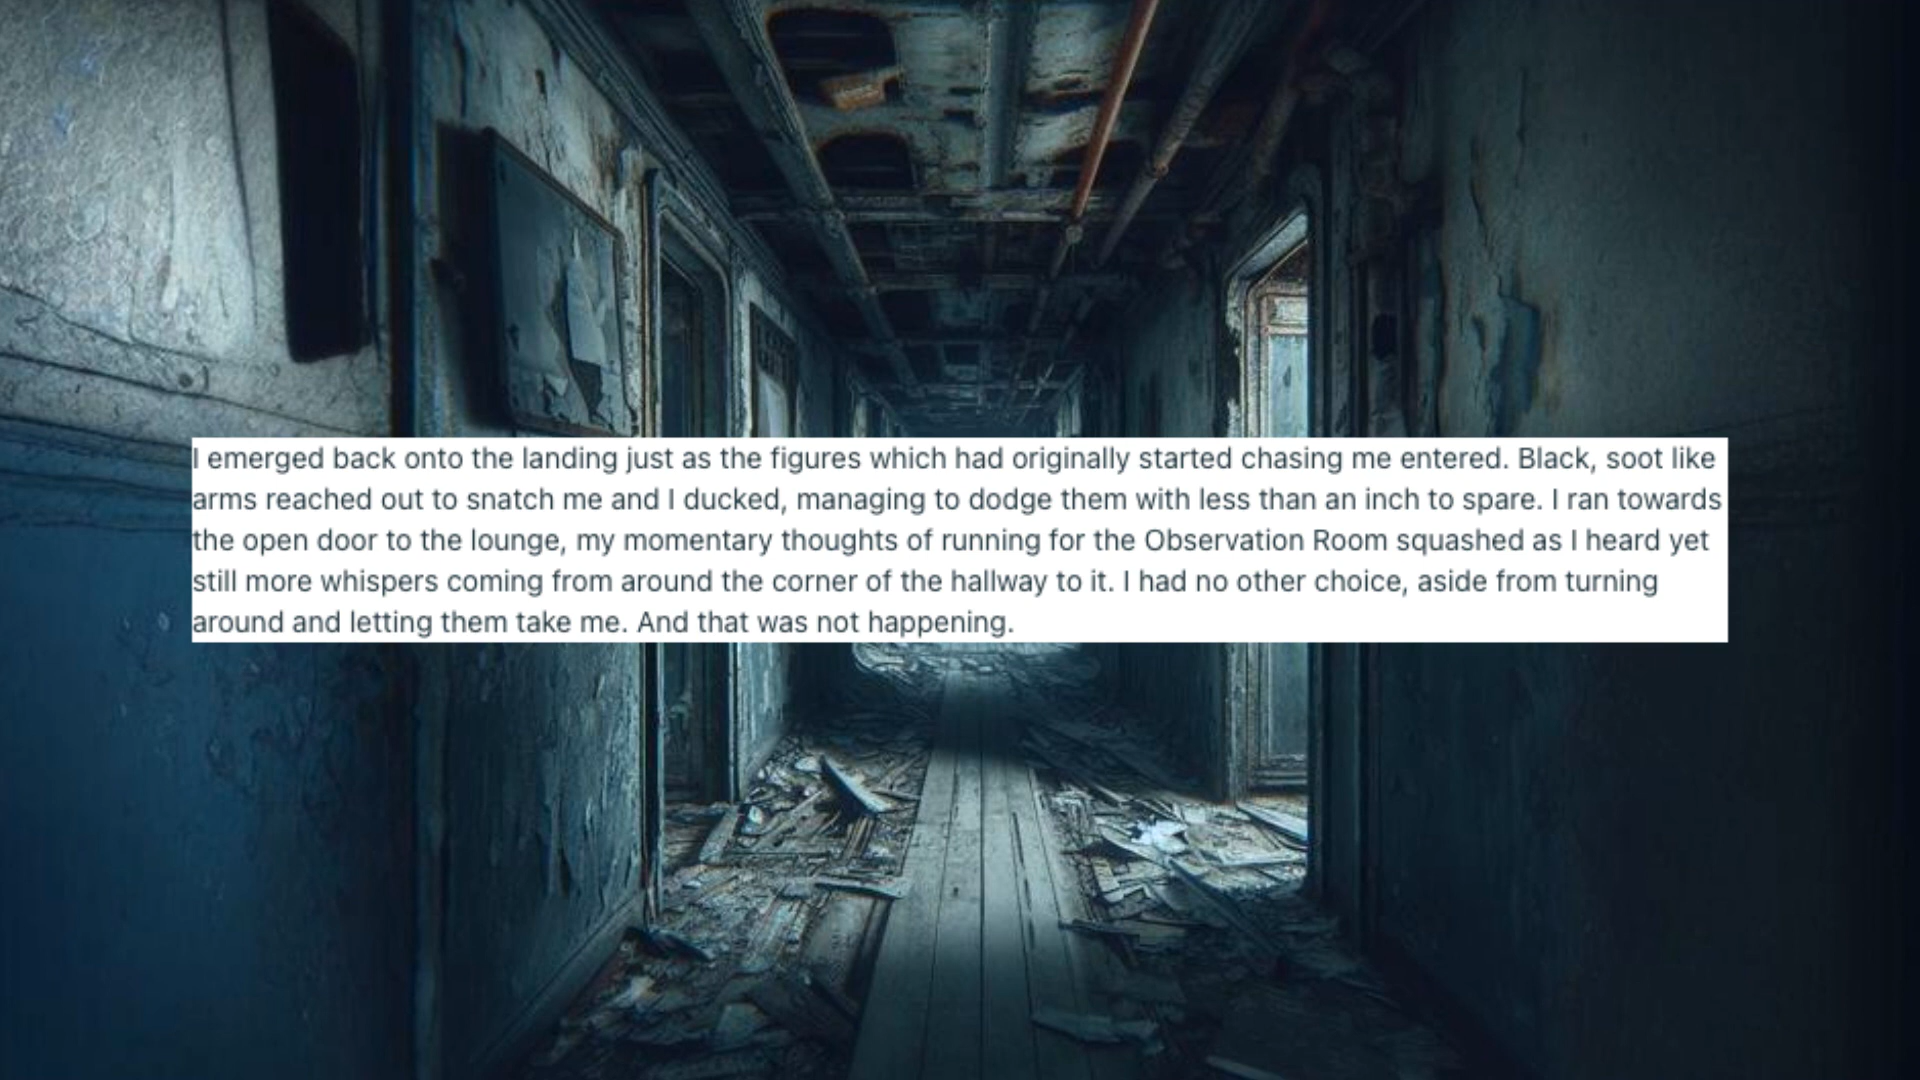 I emerged back onto the landing just as the figures which had originally started chasing me entered. Black, soot like
arms reached out to snatch me and I ducked, managing to dodge them with less than an inch to spare. I ran towards
the open door to the lounge, my momentary thoughts of running for the Observation Room squashed as I heard yet
still more whispers coming from around the corner of the hallway to it. I had no other choice, aside from turning
around and letting them take me. And that was not happening.